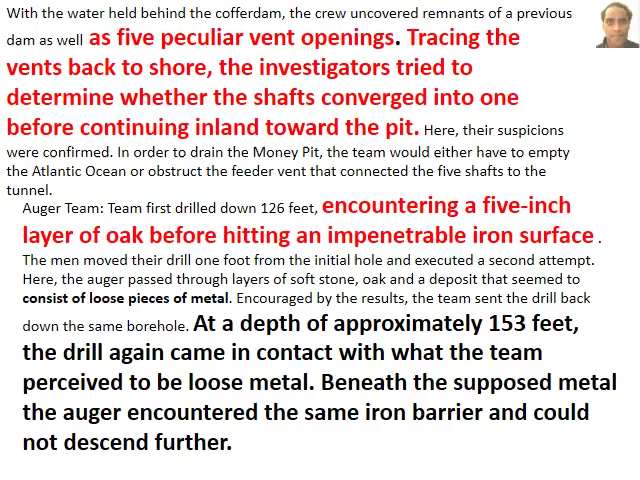 With the water held behind the cofferdam, the crew uncovered remnants of a previous
dam as well as five peculiar vent openings. Tracing the
vents back to shore, the investigators tried to
determine whether the shafts converged into one
before continuing inland toward the pit. Here, their suspicions
were confirmed. In order to drain the Money Pit, the team would either have to empty
the Atlantic Ocean or obstruct the feeder vent that connected the five shafts to the
tunnel.
Auger Team: Team first drilled down 126 feet, encountering a five-inch
layer of oak before hitting an impenetrable iron surface .
The men moved their drill one foot from the initial hole and executed a second attempt.
Here, the auger passed through layers of soft stone, oak and a deposit that seemed to
consist of loose pieces of metal. Encouraged by the results, the team sent the drill back
down the same borehole. At a depth of approximately 153 feet,
the drill again came in contact with what the team
perceived to be loose metal. Beneath the supposed metal
the auger encountered the same iron barrier and could
not descend further.